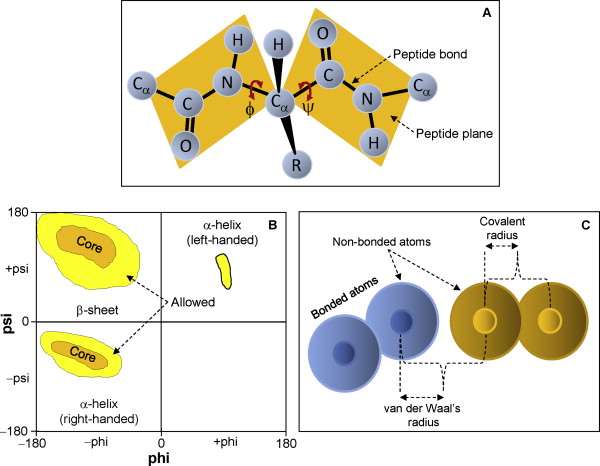 A
H
H
O
Peptide bond
Cα
C
N
Cα
C
N
Cα
ϕ
ψ
O
R
H
Peptide plane
180
B
α-helix
(left-handed)
Core
+psi
Allowed
β-sheet
psi
0
Core
−psi
α-helix
(right-handed)
-180
-180
−phi
0
+phi
180
phi
C
Covalent
radius
Non-bonded atoms
Bonded atoms
van der Waal's
radius